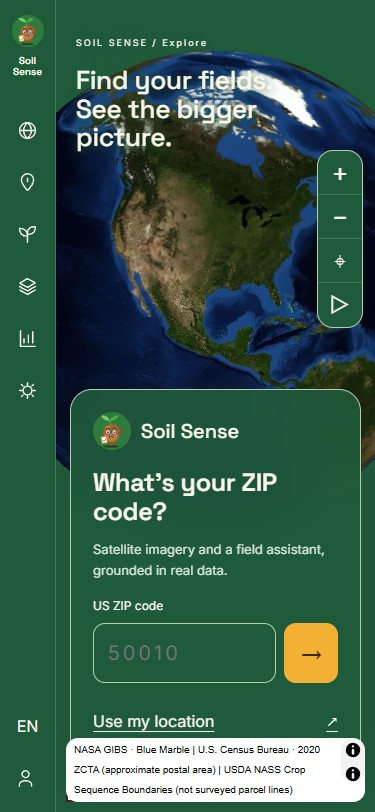 Soil
Sense
SOIL SENSE / Explore
Find your fields.
See the bigger
picture.
Soil Sense
What's your ZIP
code?
Satellite imagery and a field assistant,
grounded in real data.
US ZIP code
50010
→
Use my location ↗
EN
NASA GIBS · Blue Marble | U.S. Census Bureau · 2020
ZCTA (approximate postal area) | USDA NASS Crop
Sequence Boundaries (not surveyed parcel lines)